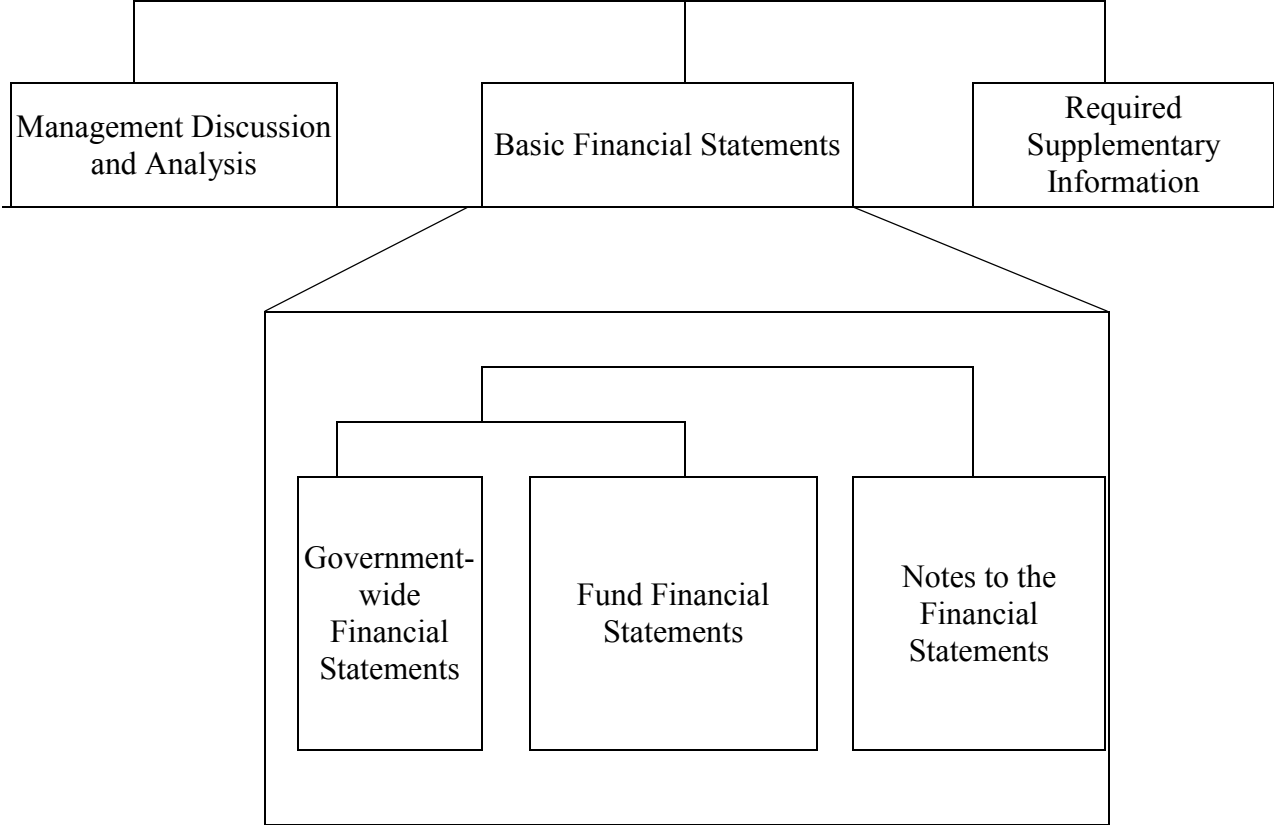 Management Discussion
and Analysis
Basic Financial Statements
Required
Supplementary
Information
Government-
wide
Financial
Statements
Fund Financial
Statements
Notes to the
Financial
Statements